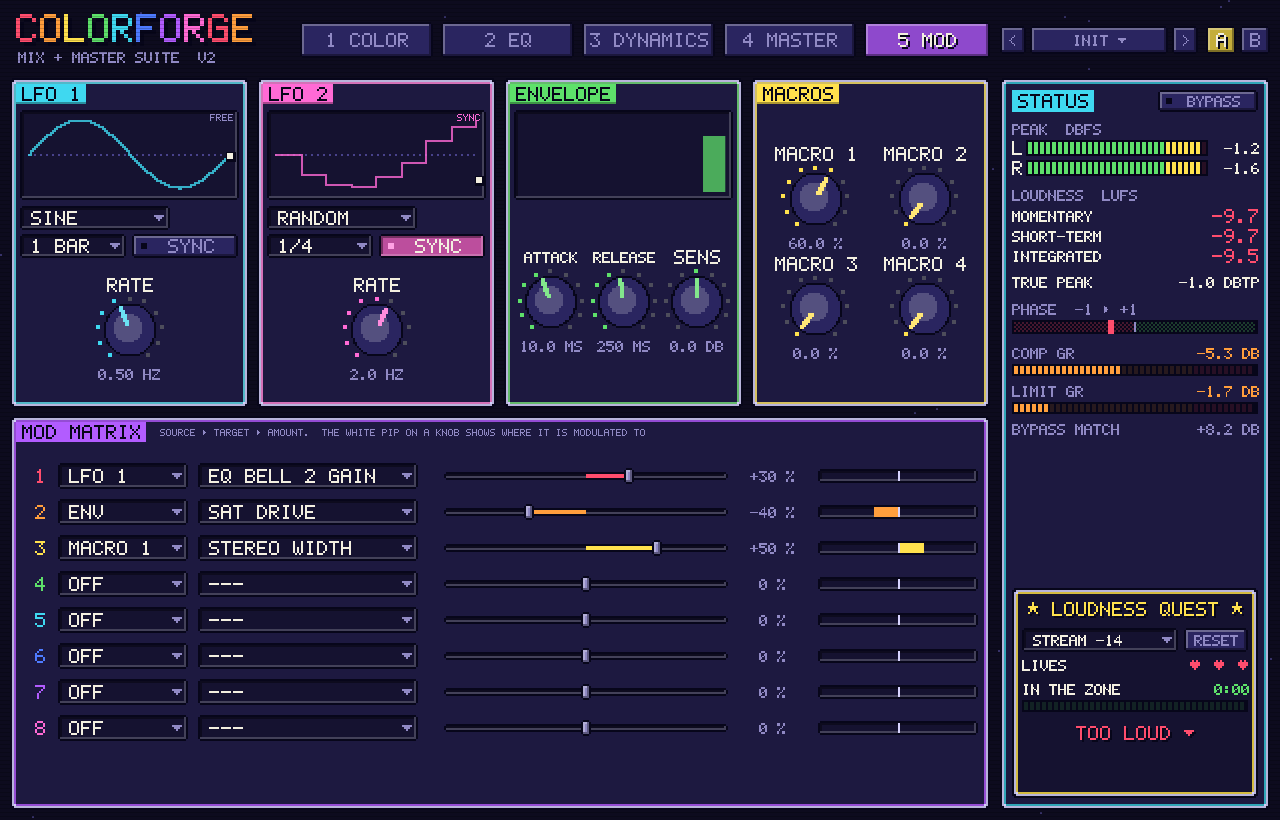 COLORFORGE
MIX + MASTER SUITE V2
1 COLOR
2 EQ
3 DYNAMICS
4 MASTER
5 MOD
<
INIT
>
A
B
LFO 1
FREE
SINE
1 BAR
SYNC
RATE
0.50 HZ
LFO 2
SYNC
RANDOM
1/4
SYNC
RATE
2.0 HZ
ENVELOPE
ATTACK RELEASE SENS
10.0 MS 250 MS 0.0 DB
MACROS
MACRO 1 MACRO 2
60.0 % 0.0 %
MACRO 3 MACRO 4
0.0 % 0.0 %
STATUS
BYPASS
PEAK DBFS
L -1.2
R -1.6
LOUDNESS LUFS
MOMENTARY -9.7
SHORT-TERM -9.7
INTEGRATED -9.5
TRUE PEAK -1.0 DBTP
PHASE -1 ▸ +1
COMP GR -5.3 DB
LIMIT GR -1.7 DB
BYPASS MATCH +8.2 DB
MOD MATRIX
SOURCE ▸ TARGET ▸ AMOUNT. THE WHITE PIP ON A KNOB SHOWS WHERE IT IS MODULATED TO
1 LFO 1 EQ BELL 2 GAIN +30 %
2 ENV SAT DRIVE -40 %
3 MACRO 1 STEREO WIDTH +50 %
4 OFF --- 0 %
5 OFF --- 0 %
6 OFF --- 0 %
7 OFF --- 0 %
8 OFF --- 0 %
★ LOUDNESS QUEST ★
STREAM -14
RESET
LIVES ♥ ♥ ♥
IN THE ZONE 0:00
TOO LOUD ▾